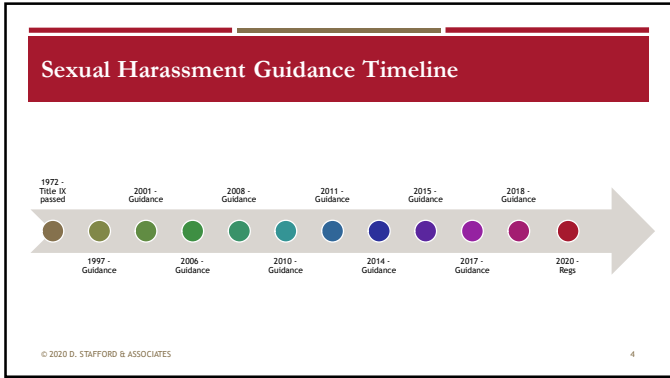 Sexual Harassment Guidance Timeline
1972 -
Title IX
passed
1997 -
Guidance
2001 -
Guidance
2006 -
Guidance
2008 -
Guidance
2010 -
Guidance
2011 -
Guidance
2014 -
Guidance
2015 -
Guidance
2017 -
Guidance
2018 -
Guidance
2020 -
Regs
© 2020 D. STAFFORD & ASSOCIATES
4